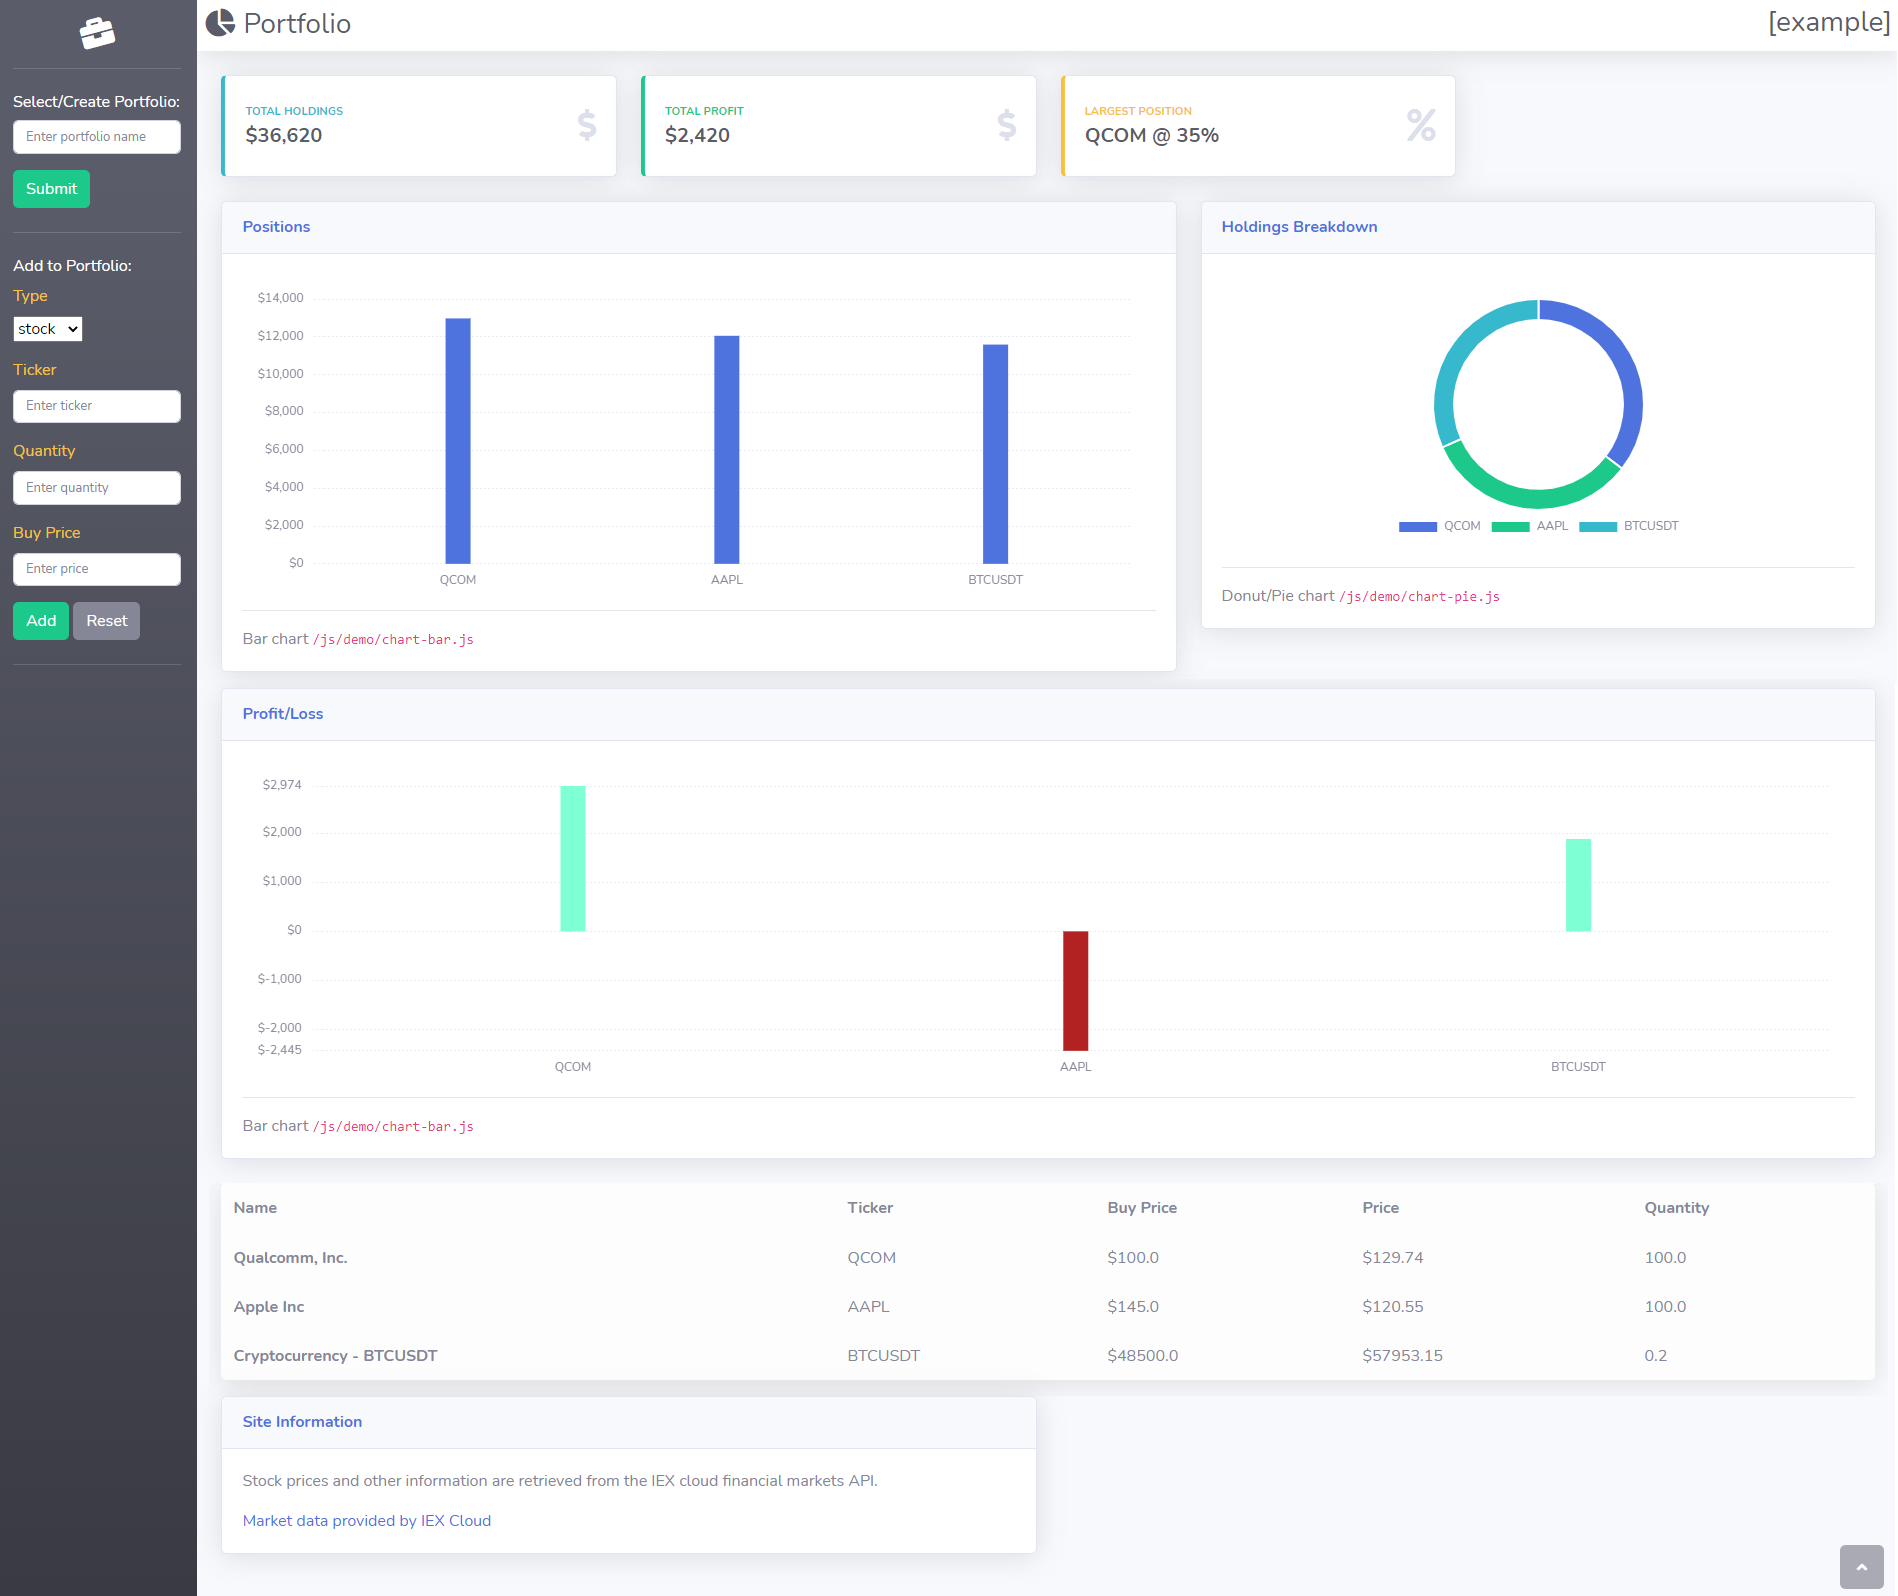 Portfolio
[example]
Select/Create Portfolio:
Enter portfolio name
Submit
Add to Portfolio:
Type
stock
Ticker
Enter ticker
Quantity
Enter quantity
Buy Price
Enter price
Add Reset
TOTAL HOLDINGS
$36,620
$
TOTAL PROFIT
$2,420
$
LARGEST POSITION
QCOM @ 35%
%
Positions
$14,000
$12,000
$10,000
$8,000
$6,000
$4,000
$2,000
$0
QCOM AAPL BTCUSDT
Bar chart /js/demo/chart-bar.js
Holdings Breakdown
QCOM AAPL BTCUSDT
Donut/Pie chart /js/demo/chart-pie.js
Profit/Loss
$2,974
$2,000
$1,000
$0
$-1,000
$-2,000
$-2,445
QCOM AAPL BTCUSDT
Bar chart /js/demo/chart-bar.js
Name Ticker Buy Price Price Quantity
Qualcomm, Inc. QCOM $100.0 $129.74 100.0
Apple Inc AAPL $145.0 $120.55 100.0
Cryptocurrency - BTCUSDT BTCUSDT $48500.0 $57953.15 0.2
Site Information
Stock prices and other information are retrieved from the IEX cloud financial markets API.
Market data provided by IEX Cloud